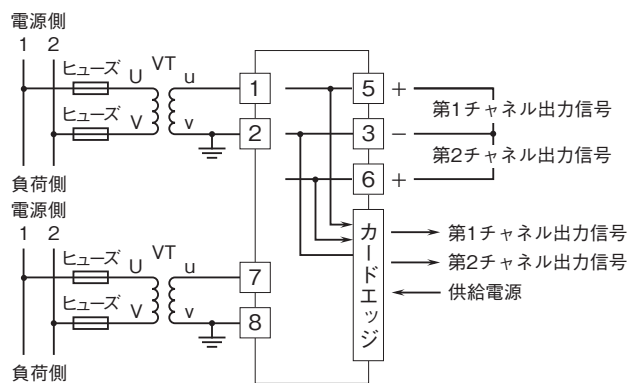 電源側
1 2
ヒューズ U VT u 1 5 +
第1チャネル出力信号
ヒューズ V v 2 3 −
第2チャネル出力信号
6 +
負荷側
電源側
1 2
カードエッジ
第1チャネル出力信号
第2チャネル出力信号
供給電源
ヒューズ U VT u 7
ヒューズ V v 8
負荷側